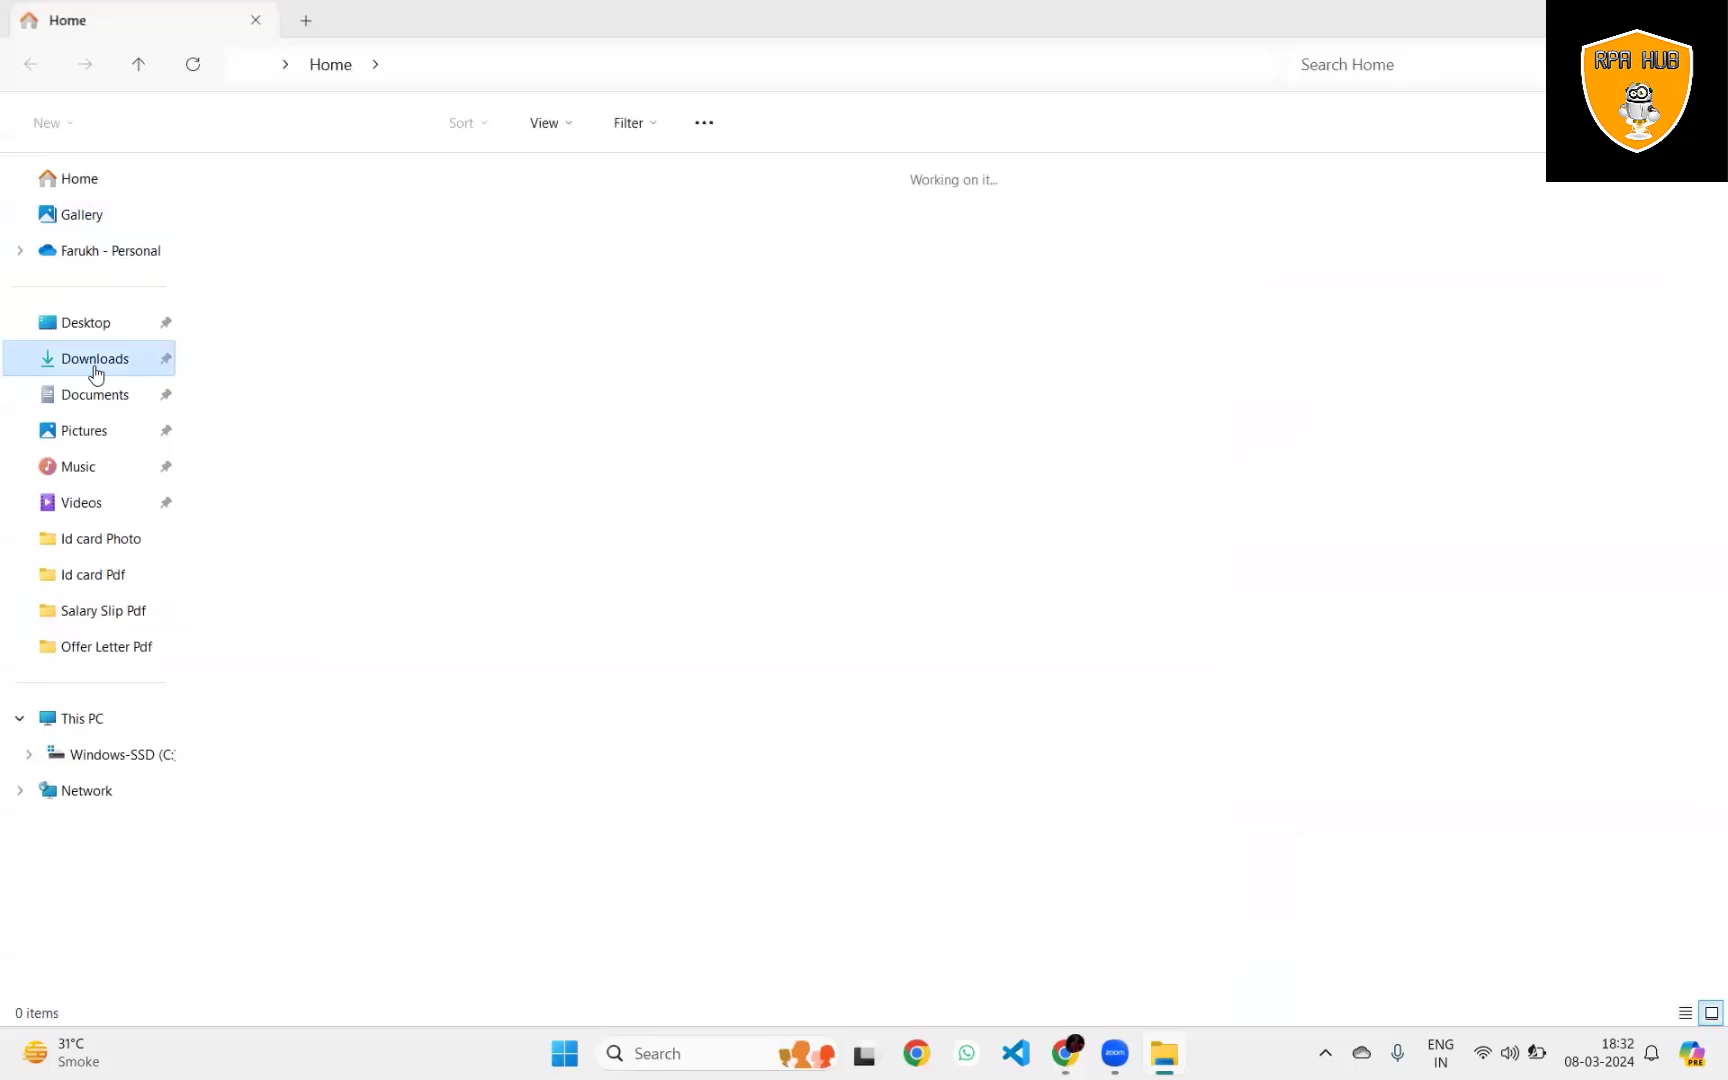 Home
Home
Search Home
RPA HUB
New
Sort
View
Filter
Home
Gallery
Farukh - Personal
Working on it...
Desktop
Downloads
Documents
Pictures
Music
Videos
Id card Photo
Id card Pdf
Salary Slip Pdf
Offer Letter Pdf
This PC
Windows-SSD (C:
Network
0 items
31°C
Smoke
Search
zoom
ENG
IN
18:32
08-03-2024
PRE